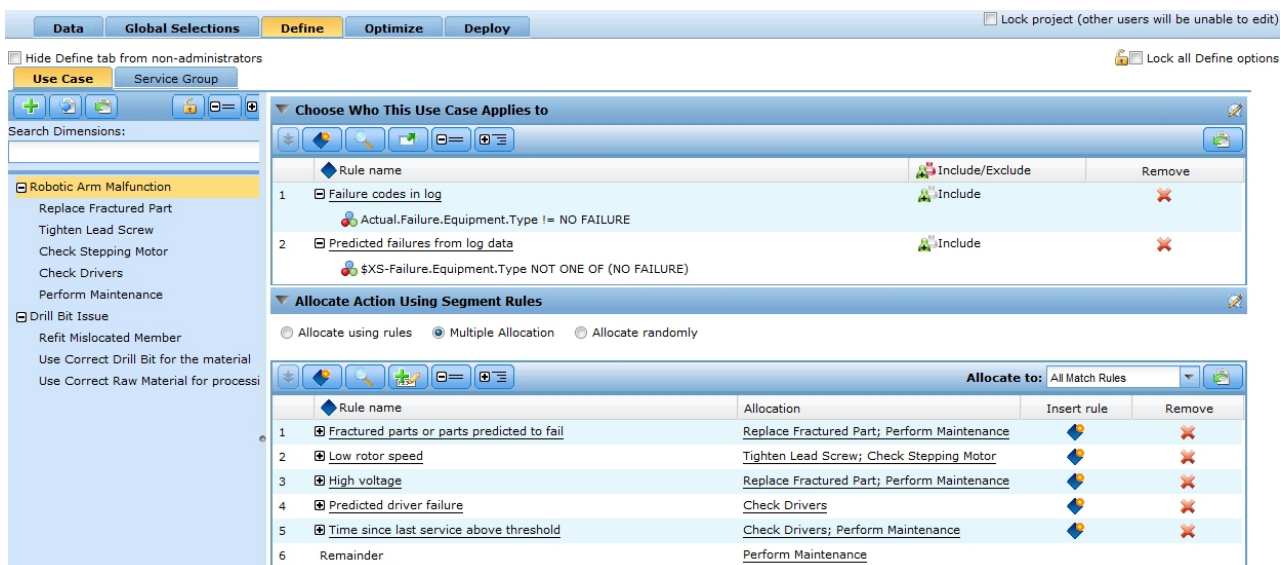 Data Global Selections Define Optimize Deploy Lock project (other users will be unable to edit)
Hide Define tab from non-administrators Lock all Define options
Use Case Service Group
Choose Who This Use Case Applies to
Search Dimensions:
Rule name Include/Exclude Remove
Robotic Arm Malfunction
1 Failure codes in log Include
Replace Fractured Part
Actual.Failure.Equipment.Type != NO FAILURE
Tighten Lead Screw
2 Predicted failures from log data Include
Check Stepping Motor
Check Drivers
$XS-Failure.Equipment.Type NOT ONE OF (NO FAILURE)
Perform Maintenance
Allocate Action Using Segment Rules
Drill Bit Issue
Refit Mislocated Member
Allocate using rules Multiple Allocation Allocate randomly
Use Correct Drill Bit for the material
Use Correct Raw Material for processi
Allocate to: All Match Rules
Rule name Allocation Insert rule Remove
1 Fractured parts or parts predicted to fail Replace Fractured Part; Perform Maintenance
2 Low rotor speed Tighten Lead Screw; Check Stepping Motor
3 High voltage Replace Fractured Part; Perform Maintenance
4 Predicted driver failure Check Drivers
5 Time since last service above threshold Check Drivers; Perform Maintenance
6 Remainder Perform Maintenance